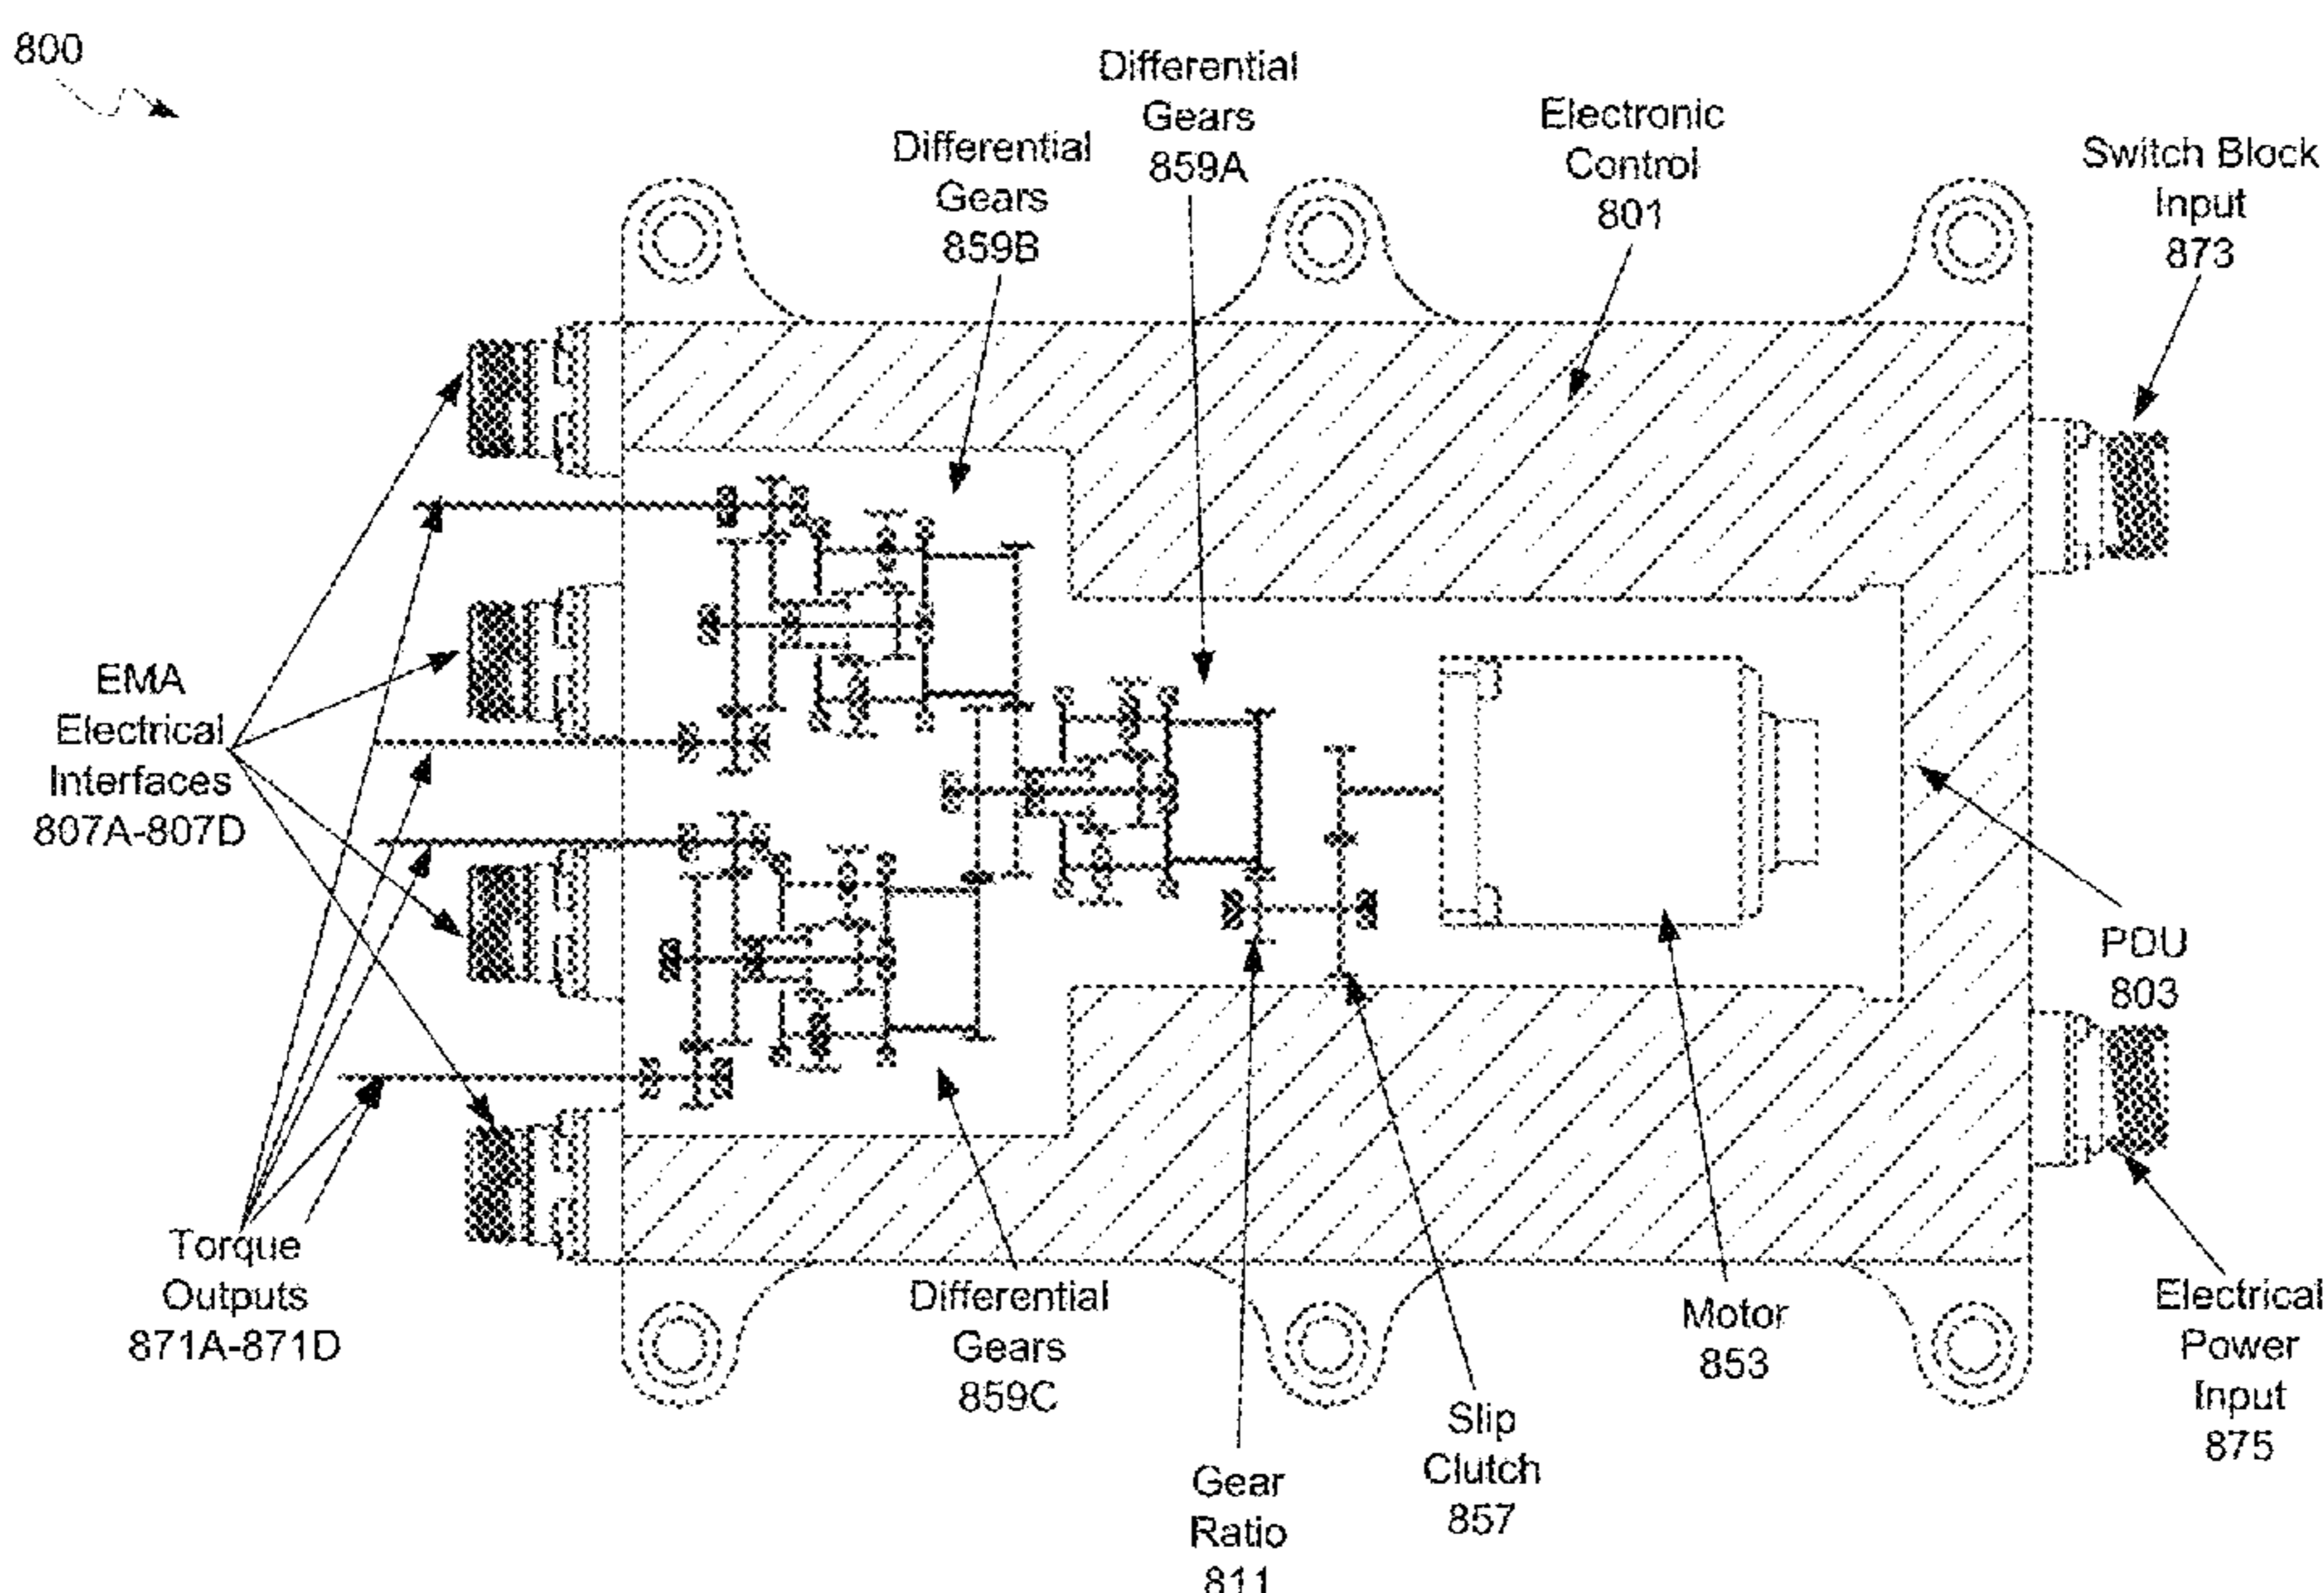 800
Differential
Gears
859A
Differential
Gears
859B
Electronic
Control
801
Switch Block
Input
873
EMA
Electrical
Interfaces
807A-807D
PDU
803
Torque
Outputs
871A-871D
Differential
Gears
859C
Motor
853
Electrical
Power
Input
875
Slip
Clutch
857
Gear
Ratio
811